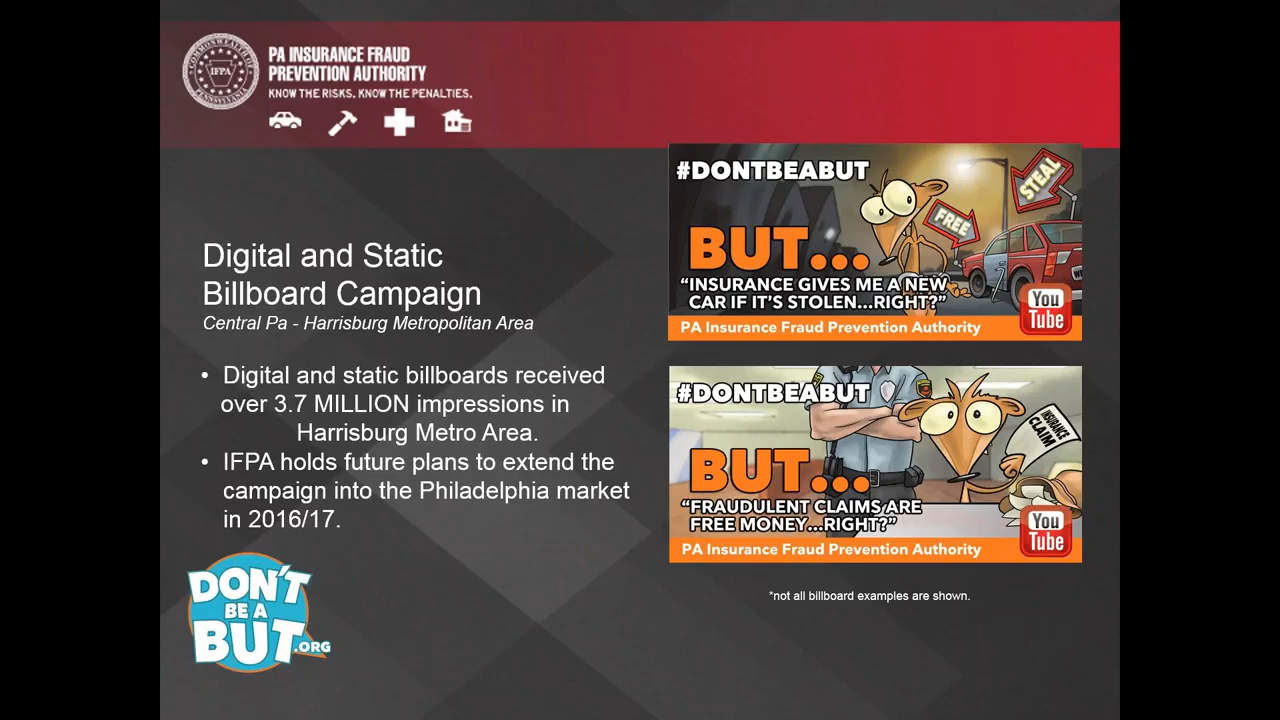 COMMONWEALTH OF
IFPA
PENNSYLVANIA
PA INSURANCE FRAUD
PREVENTION AUTHORITY
KNOW THE RISKS. KNOW THE PENALTIES.
Digital and Static
Billboard Campaign
Central Pa - Harrisburg Metropolitan Area
• Digital and static billboards received
over 3.7 MILLION impressions in
Harrisburg Metro Area.
• IFPA holds future plans to extend the
campaign into the Philadelphia market
in 2016/17.
DON'T
BE A
BUT.ORG
#DONTBEABUT
STEAL
FREE
BUT...
“INSURANCE GIVES ME A NEW
CAR IF IT'S STOLEN...RIGHT?”
You
Tube
PA Insurance Fraud Prevention Authority
#DONTBEABUT
INSURANCE
CLAIM
BUT...
“FRAUDULENT CLAIMS ARE
FREE MONEY...RIGHT?”
You
Tube
PA Insurance Fraud Prevention Authority
*not all billboard examples are shown.